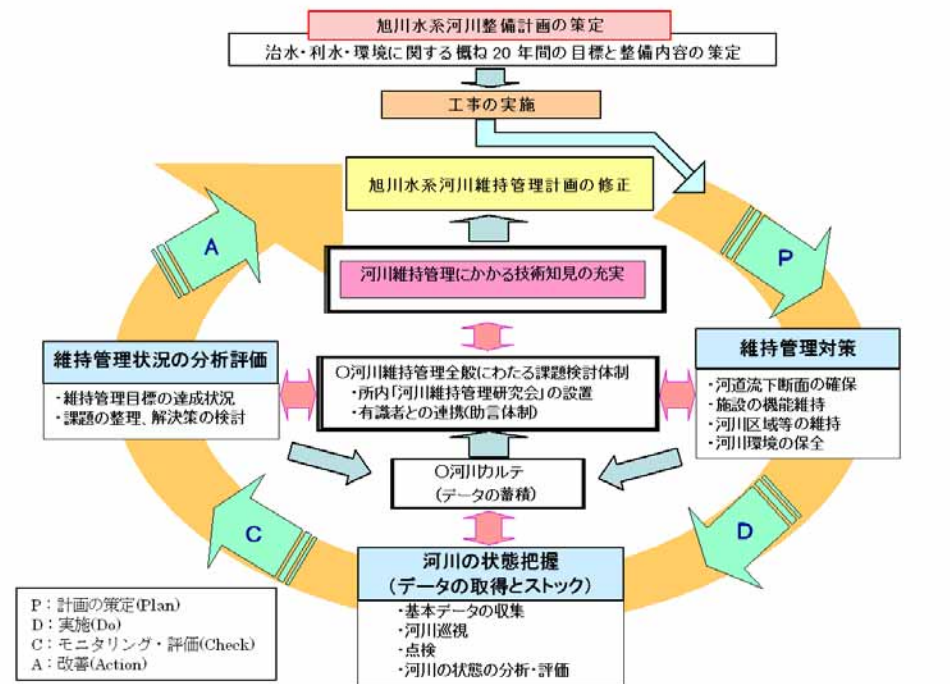 旭川水系河川整備計画の策定
治水・利水・環境に関する概ね20年間の目標と整備内容の策定
工事の実施
旭川水系河川維持管理計画の修正
A
P
河川維持管理にかかる技術知見の充実
維持管理状況の分析評価
・維持管理目標の達成状況
・課題の整理、解決策の検討
○河川維持管理全般にわたる課題検討体制
・所内「河川維持管理研究会」の設置
・有識者との連携(助言体制)
維持管理対策
・河道流下断面の確保
・施設の機能維持
・河川区域等の維持
・河川環境の保全
○河川カルテ
(データの蓄積)
C
D
河川の状態把握
(データの取得とストック)
・基本データの収集
・河川巡視
・点検
・河川の状態の分析・評価
P：計画の策定(Plan)
D：実施(Do)
C：モニタリング・評価(Check)
A：改善(Action)